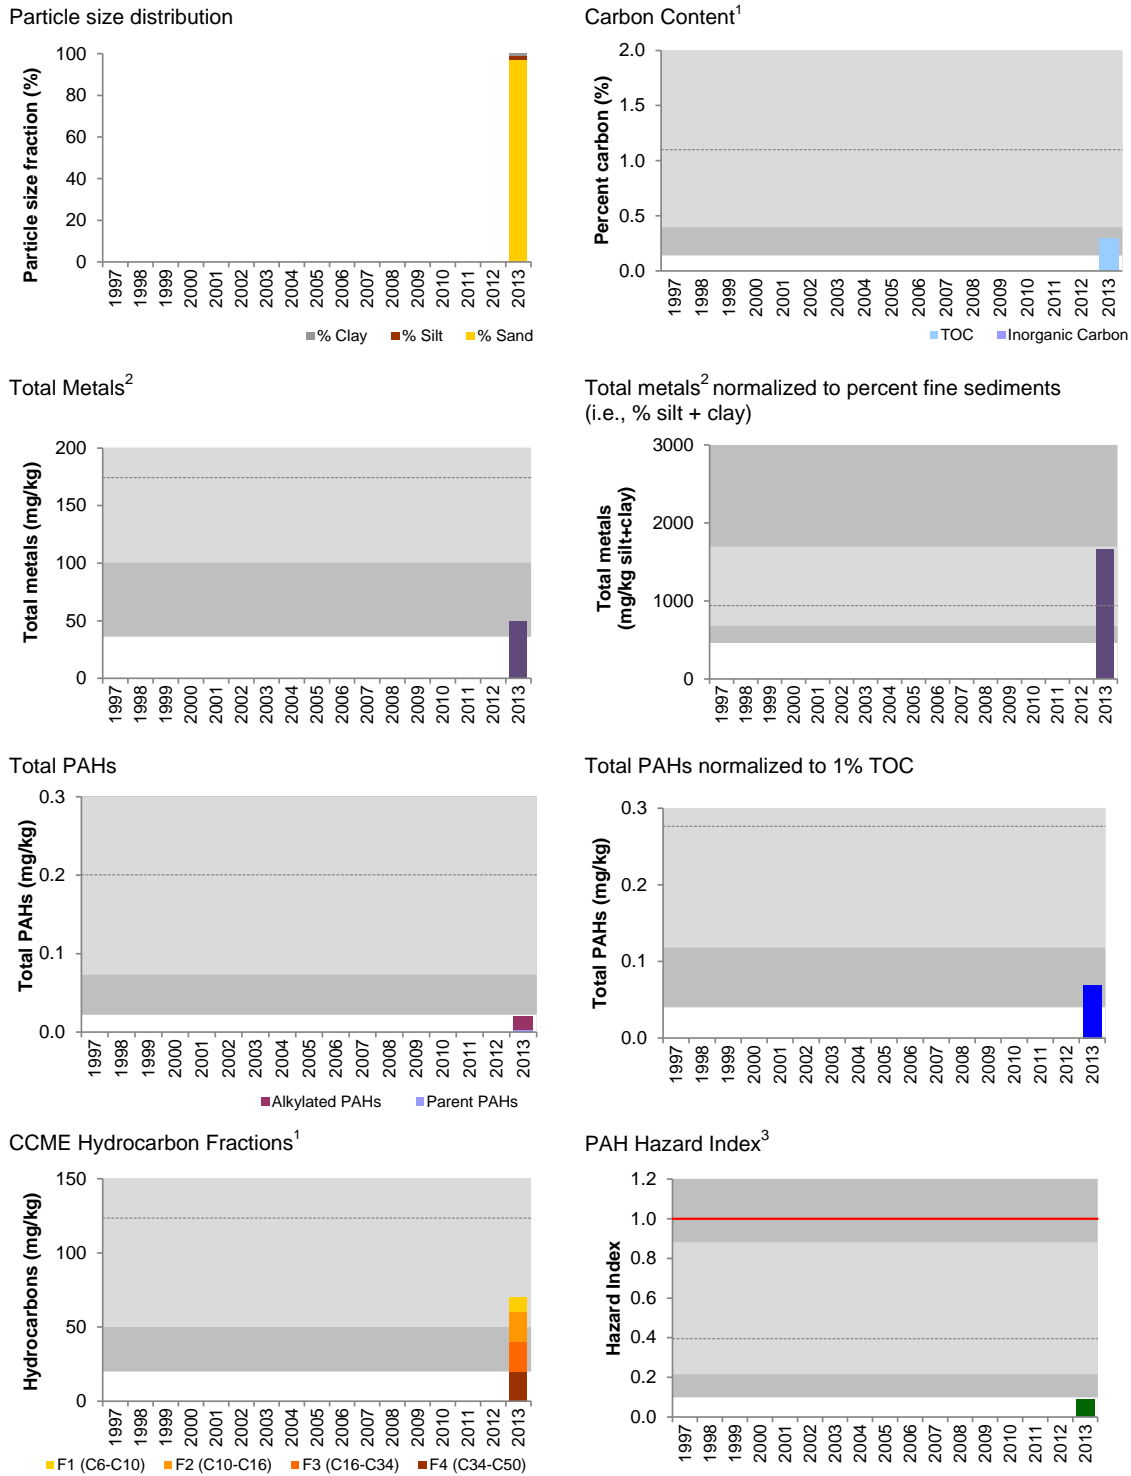 Particle size distribution
Particle size fraction (%)
100
80
60
40
20
0
1997 1998 1999 2000 2001 2002 2003 2004 2005 2006 2007 2008 2009 2010 2011 2012 2013
% Clay % Silt % Sand
Carbon Content1
Percent carbon (%)
2.0
1.5
1.0
0.5
0.0
1997 1998 1999 2000 2001 2002 2003 2004 2005 2006 2007 2008 2009 2010 2011 2012 2013
TOC Inorganic Carbon
Total Metals2
Total metals (mg/kg)
200
150
100
50
0
1997 1998 1999 2000 2001 2002 2003 2004 2005 2006 2007 2008 2009 2010 2011 2012 2013
Total metals2 normalized to percent fine sediments
(i.e., % silt + clay)
Total metals
(mg/kg silt+clay)
3000
2000
1000
0
1997 1998 1999 2000 2001 2002 2003 2004 2005 2006 2007 2008 2009 2010 2011 2012 2013
Total PAHs
Total PAHs (mg/kg)
0.3
0.2
0.1
0.0
1997 1998 1999 2000 2001 2002 2003 2004 2005 2006 2007 2008 2009 2010 2011 2012 2013
Alkylated PAHs Parent PAHs
Total PAHs normalized to 1% TOC
Total PAHs (mg/kg)
0.3
0.2
0.1
0.0
1997 1998 1999 2000 2001 2002 2003 2004 2005 2006 2007 2008 2009 2010 2011 2012 2013
CCME Hydrocarbon Fractions1
Hydrocarbons (mg/kg)
150
100
50
0
1997 1998 1999 2000 2001 2002 2003 2004 2005 2006 2007 2008 2009 2010 2011 2012 2013
F1 (C6-C10) F2 (C10-C16) F3 (C16-C34) F4 (C34-C50)
PAH Hazard Index3
Hazard Index
1.2
1.0
0.8
0.6
0.4
0.2
0.0
1997 1998 1999 2000 2001 2002 2003 2004 2005 2006 2007 2008 2009 2010 2011 2012 2013